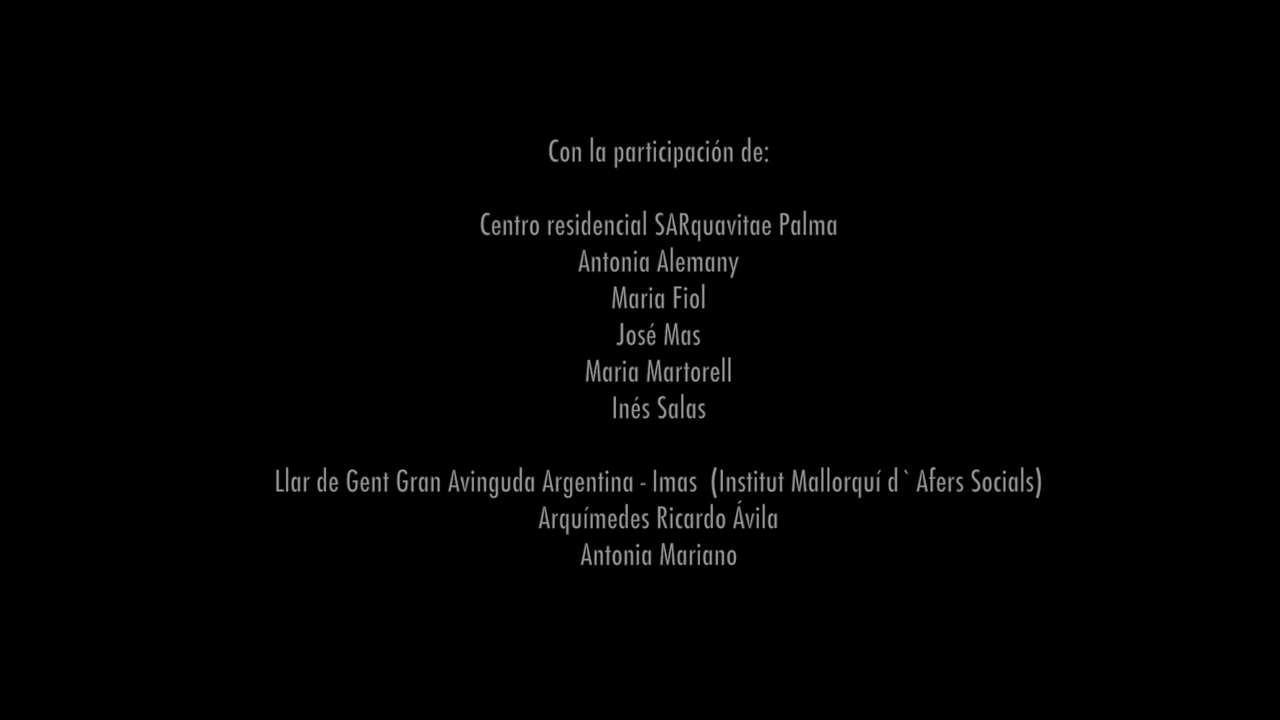 Con la participación de:
Centro residencial SARquavitae Palma
Antonia Alemany
Maria Fiol
José Mas
Maria Martorell
Inés Salas
Llar de Gent Gran Avinguda Argentina - Imas (Institut Mallorquí d`Afers Socials)
Arquímedes Ricardo Ávila
Antonia Mariano